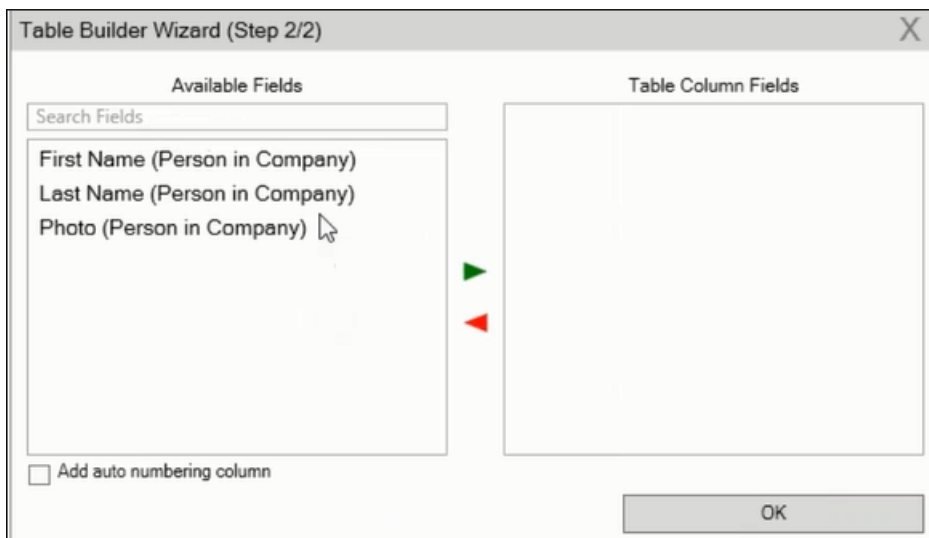 Table Builder Wizard (Step 2/2)
X
Available Fields
Table Column Fields
Search Fields
First Name (Person in Company)
Last Name (Person in Company)
Photo (Person in Company)
Add auto numbering column
OK